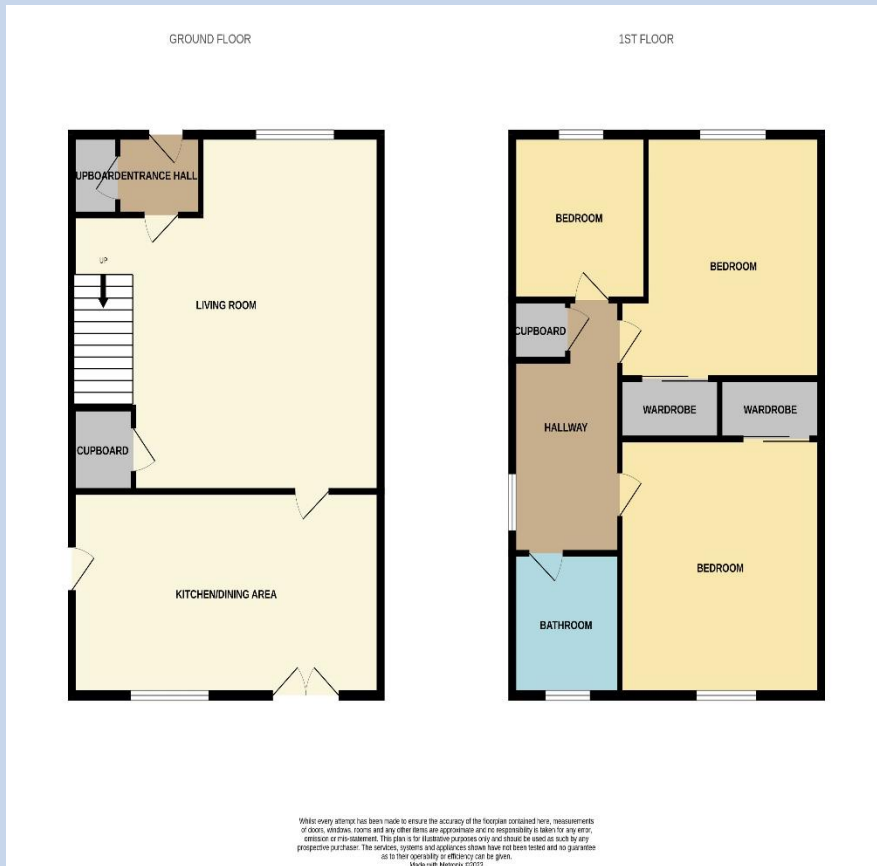 GROUND FLOOR
UPBOARD
ENTRANCE HALL
UP
LIVING ROOM
CUPBOARD
KITCHEN/DINING AREA
1ST FLOOR
BEDROOM
BEDROOM
CUPBOARD
HALLWAY
WARDROBE
WARDROBE
BEDROOM
BATHROOM
Whilst every attempt has been made to ensure the accuracy of the floorplan contained here, measurements
of doors, windows, rooms and any other items are approximate and no responsibility is taken for any error,
omission or mis-statement. This plan is for illustrative purposes only and should be used as such by any
prospective purchaser. The services, systems and appliances shown have not been tested and no guarantee
as to their operability or efficiency can be given.
Made with Metropix ©2023